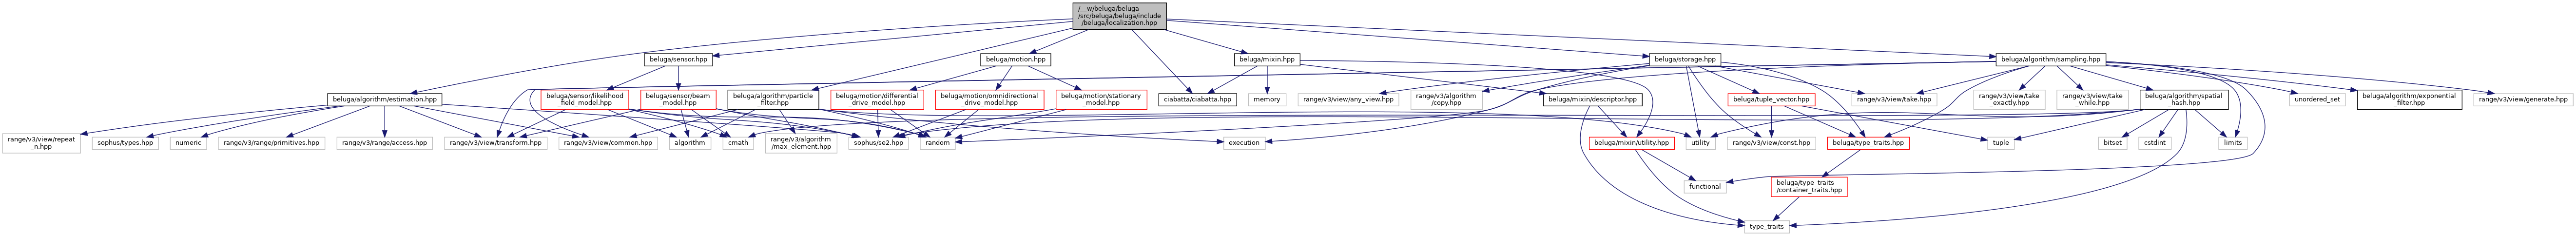 /__w/beluga/beluga
/src/beluga/beluga/include
/beluga/localization.hpp
beluga/sensor.hpp
beluga/motion.hpp
beluga/mixin.hpp
beluga/storage.hpp
beluga/algorithm/sampling.hpp
beluga/algorithm/estimation.hpp
beluga/sensor/likelihood
_field_model.hpp
beluga/sensor/beam
_model.hpp
beluga/algorithm/particle
_filter.hpp
beluga/motion/differential
_drive_model.hpp
beluga/motion/omnidirectional
_drive_model.hpp
beluga/motion/stationary
_model.hpp
ciabatta/ciabatta.hpp
memory
range/v3/view/any_view.hpp
range/v3/algorithm
/copy.hpp
beluga/mixin/descriptor.hpp
beluga/tuple_vector.hpp
range/v3/view/take.hpp
range/v3/view/take
_exactly.hpp
range/v3/view/take
_while.hpp
beluga/algorithm/spatial
_hash.hpp
unordered_set
beluga/algorithm/exponential
_filter.hpp
range/v3/view/generate.hpp
range/v3/view/repeat
_n.hpp
sophus/types.hpp
numeric
range/v3/range/primitives.hpp
range/v3/range/access.hpp
range/v3/view/transform.hpp
range/v3/view/common.hpp
algorithm
cmath
range/v3/algorithm
/max_element.hpp
sophus/se2.hpp
random
execution
beluga/mixin/utility.hpp
utility
range/v3/view/const.hpp
beluga/type_traits.hpp
tuple
bitset
cstdint
limits
functional
beluga/type_traits
/container_traits.hpp
type_traits